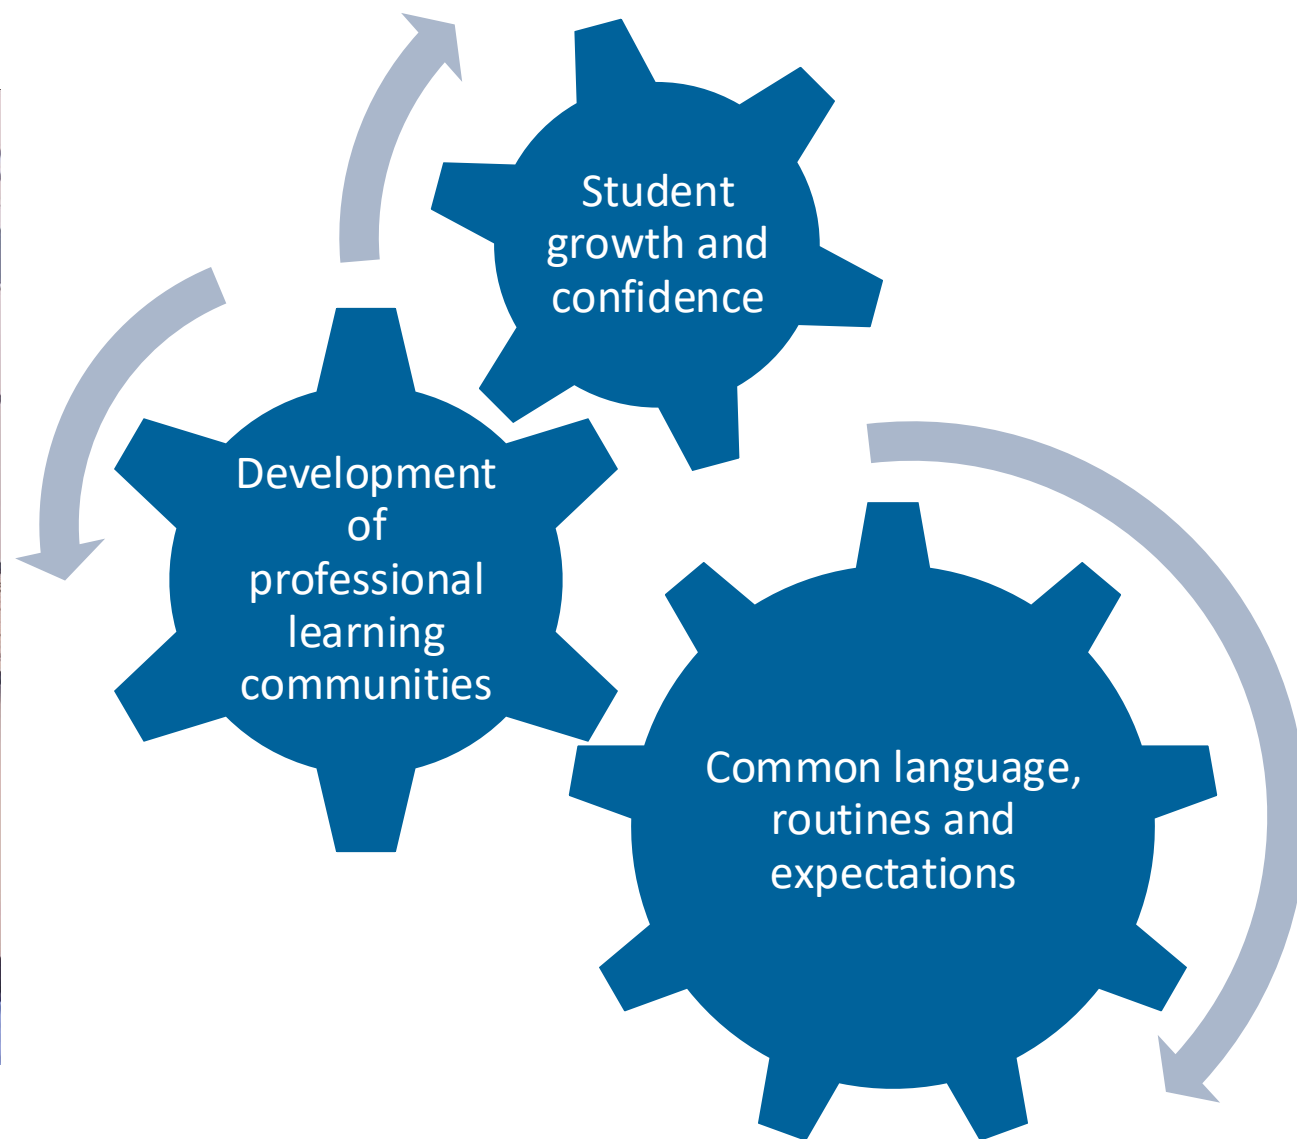 Student
growth and
confidence
Development
of
professional
learning
communities
Common language,
routines and
expectations